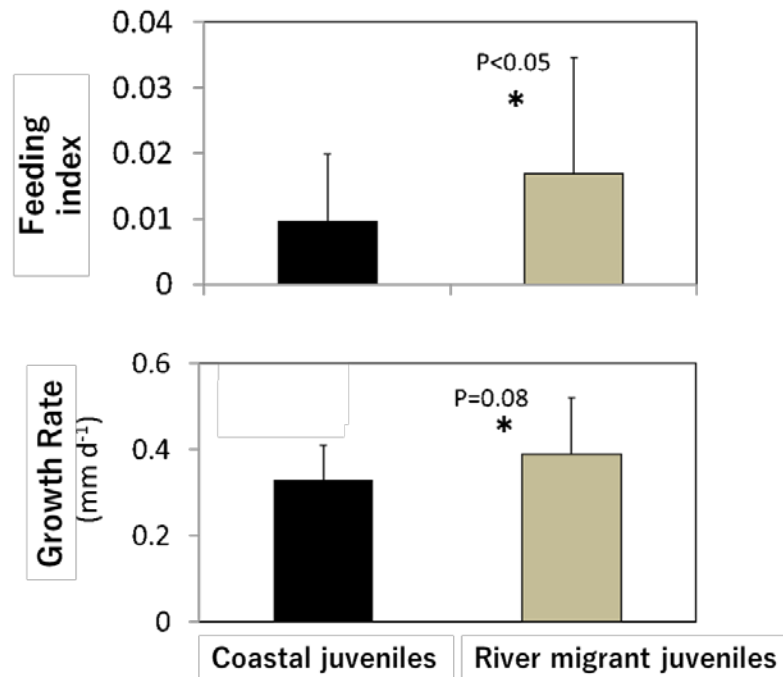 0.04
0.03
0.02
0.01
0
Feeding
index
P<0.05
*
0.6
0.4
0.2
0
Growth Rate
(mm d⁻¹)
P=0.08
*
Coastal juveniles
River migrant juveniles